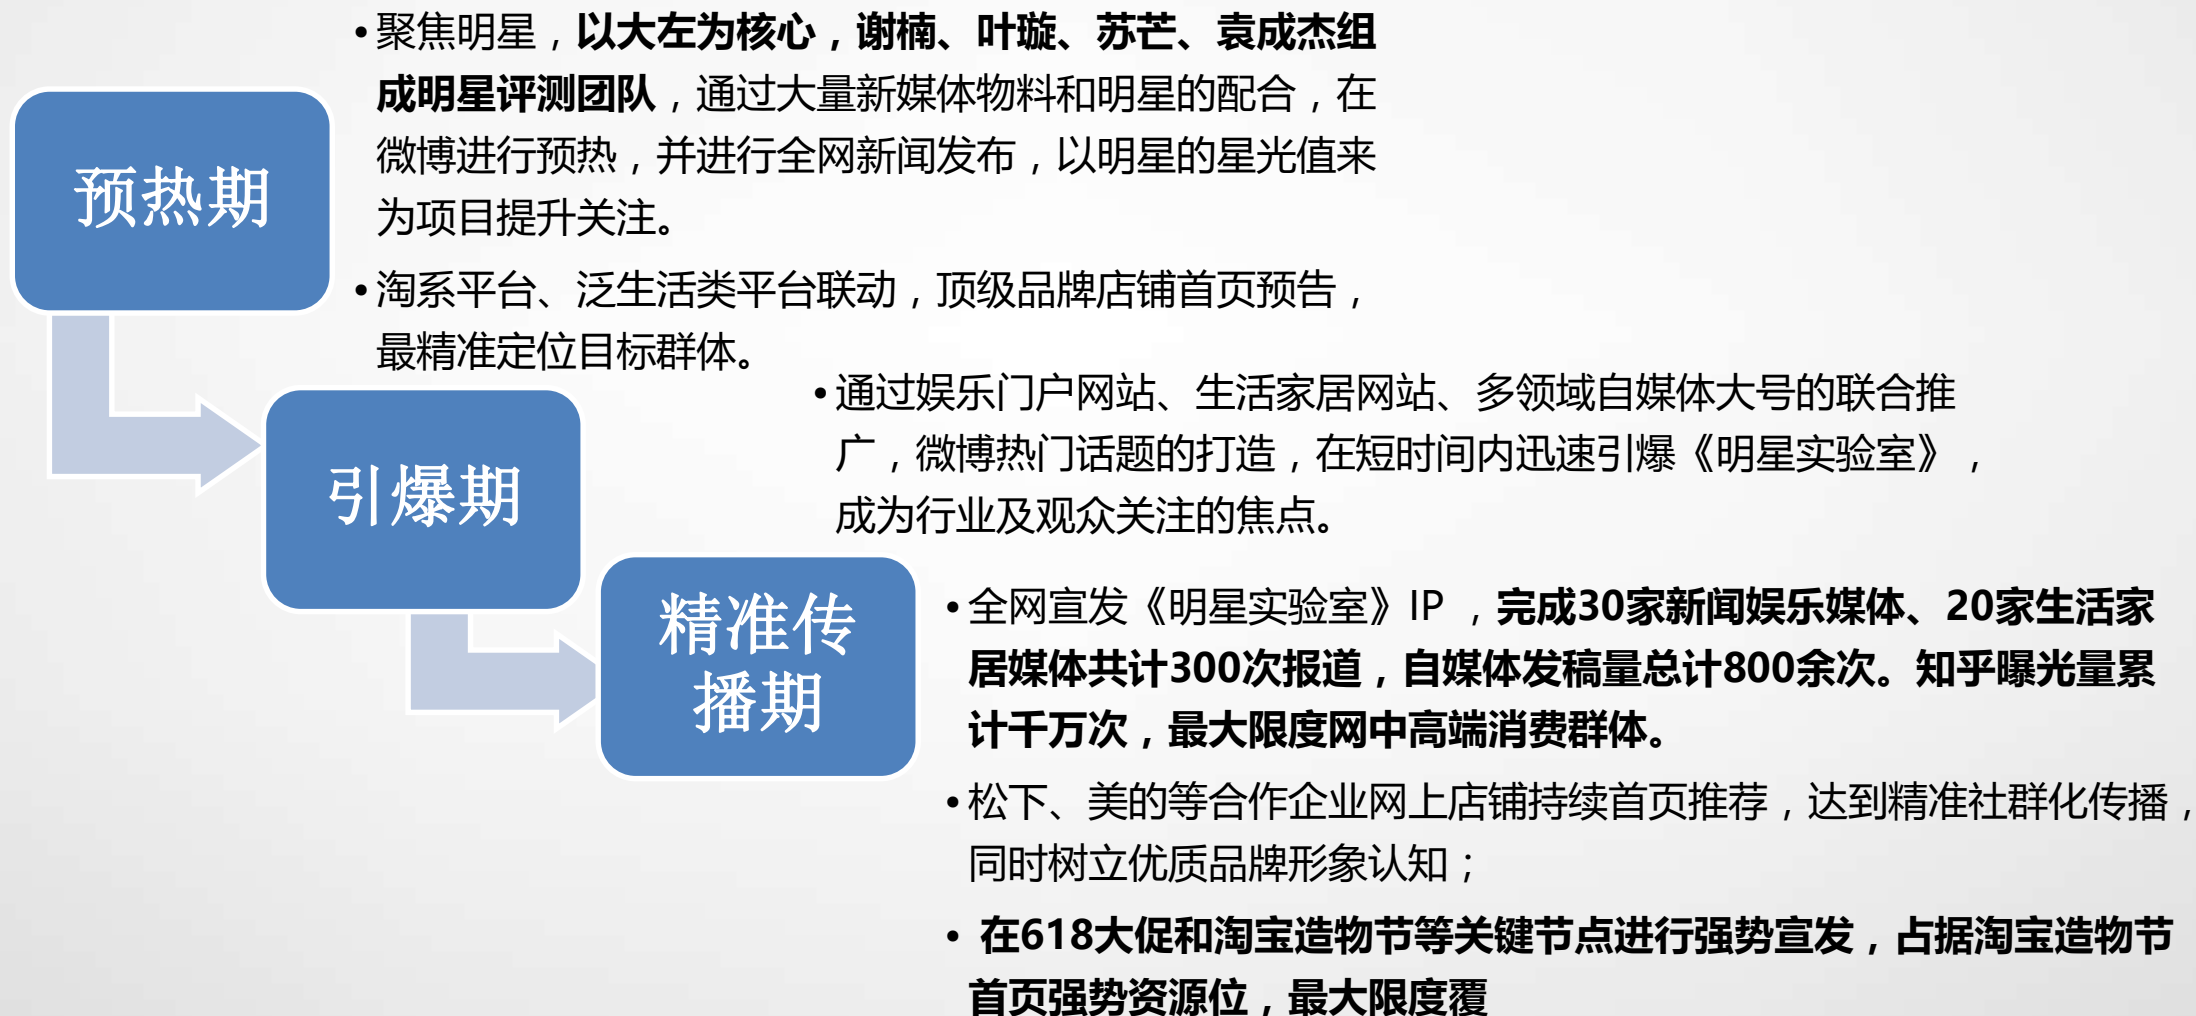 预热期
•聚焦明星，以大左为核心，谢楠、叶璇、苏芒、袁成杰组
成明星评测团队，通过大量新媒体物料和明星的配合，在
微博进行预热，并进行全网新闻发布，以明星的星光值来
为项目提升关注。
•淘系平台、泛生活类平台联动，顶级品牌店铺首页预告，
最精准定位目标群体。
引爆期
•通过娱乐门户网站、生活家居网站、多领域自媒体大号的联合推
广，微博热门话题的打造，在短时间内迅速引爆《明星实验室》，
成为行业及观众关注的焦点。
精准传
播期
•全网宣发《明星实验室》IP ，完成30家新闻娱乐媒体、20家生活家
居媒体共计300次报道，自媒体发稿量总计800余次。知乎曝光量累
计千万次，最大限度网中高端消费群体。
•松下、美的等合作企业网上店铺持续首页推荐，达到精准社群化传播，
同时树立优质品牌形象认知；
• 在618大促和淘宝造物节等关键节点进行强势宣发，占据淘宝造物节
首页强势资源位，最大限度覆